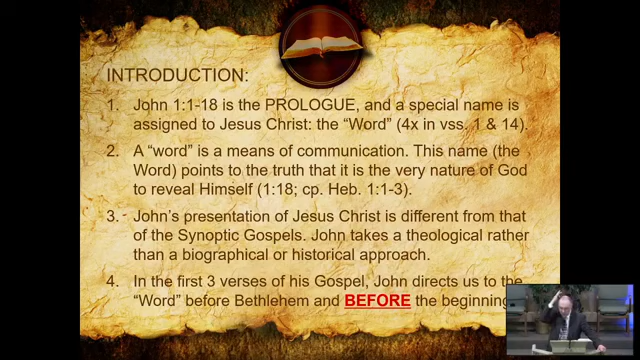 INTRODUCTION:
1. John 1:1-18 is the PROLOGUE, and a special name is
assigned to Jesus Christ: the “Word” (4x in vss. 1 & 14).
2. A “word” is a means of communication. This name (the
Word) points to the truth that it is the very nature of God
to reveal Himself (1:18; cp. Heb. 1:1-3).
3. John’s presentation of Jesus Christ is different from that
of the Synoptic Gospels. John takes a theological rather
than a biographical or historical approach.
4. In the first 3 verses of his Gospel, John directs us to the
“Word” before Bethlehem and BEFORE the beginning